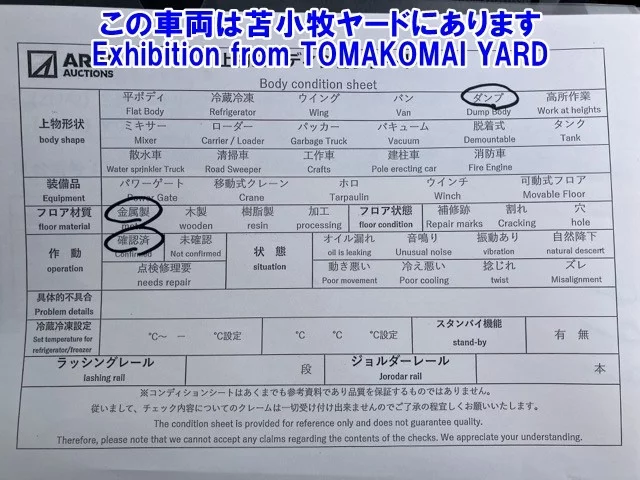 この車両は苫小牧ヤードにあります
Exhibition from TOMAKOMAI YARD
AUCTIONS
Body condition sheet
上物形状 平ボディ 冷蔵冷凍 ウイング バン ダンプ 高所作業
body shape Flat Body Refrigerator Wing Van Dump Body Work at heights
ミキサー ローダー パッカー バキューム 脱着式 タンク
Mixer Carrier / Loader Garbage Truck Vacuum Demountable Tank
散水車 清掃車 工作車 建柱車 消防車
Water sprinkler Truck Road Sweeper Crafts Pole erecting car Fire Engine
装備品 パワーゲート 移動式クレーン ホロ ウインチ 可動式フロア
Equipment Power Gate Crane Tarpaulin Winch Movable Floor
フロア材質 金属製 木製 樹脂製 加工 フロア状態 補修跡 割れ 穴
floor material wooden resin processing floor condition Repair marks Cracking hole
作動 確認済 未確認 状態 オイル漏れ 音鳴り 振動あり 自然降下
operation Confirmed Not confirmed situation oil is leaking Unusual noise vibration natural descent
点検修理要 動き悪い 冷え悪い 捻じれ ズレ
needs repair Poor movement Poor cooling twist Misalignment
具体的不具合
Problem details
冷蔵冷凍設定 ℃~ － ℃設定 ℃ ℃ ℃設定 スタンバイ機能 有 無
Set temperature for refrigerator/freezer stand-by
ラッシングレール 段 ジョルダーレール 本
lashing rail Jorodar rail
※コンディションシートはあくまでも参考資料であり品質を保証するものではありません。
従いまして、チェック内容についてのクレームは一切受け付け出来ませんのでご了承の程宜しくお願いいたします。
The condition sheet is provided for reference only and does not guarantee quality.
Therefore, please note that we cannot accept any claims regarding the contents of the checks. We appreciate your understanding.